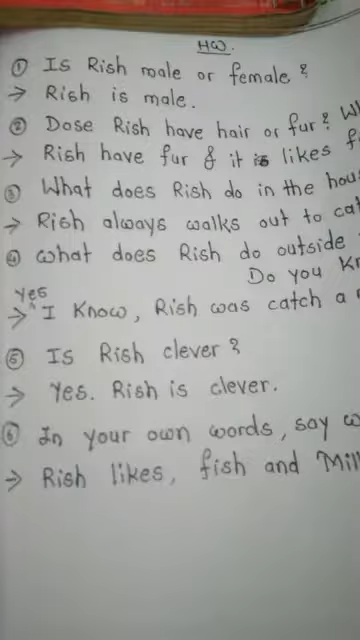 HW.
① Is Rish male or female?
→ Rish is male.
② Dose Rish have hair or fur?
→ Rish have fur & it is likes
③ What does Rish do in the
→ Rish always walks out to
④ what does Rish do outside
Do you
yes
→ ^ I Know, Rish was catch a
⑤ Is Rish clever?
→ Yes. Rish is clever.
⑥ In your own words, say
→ Rish likes, fish and